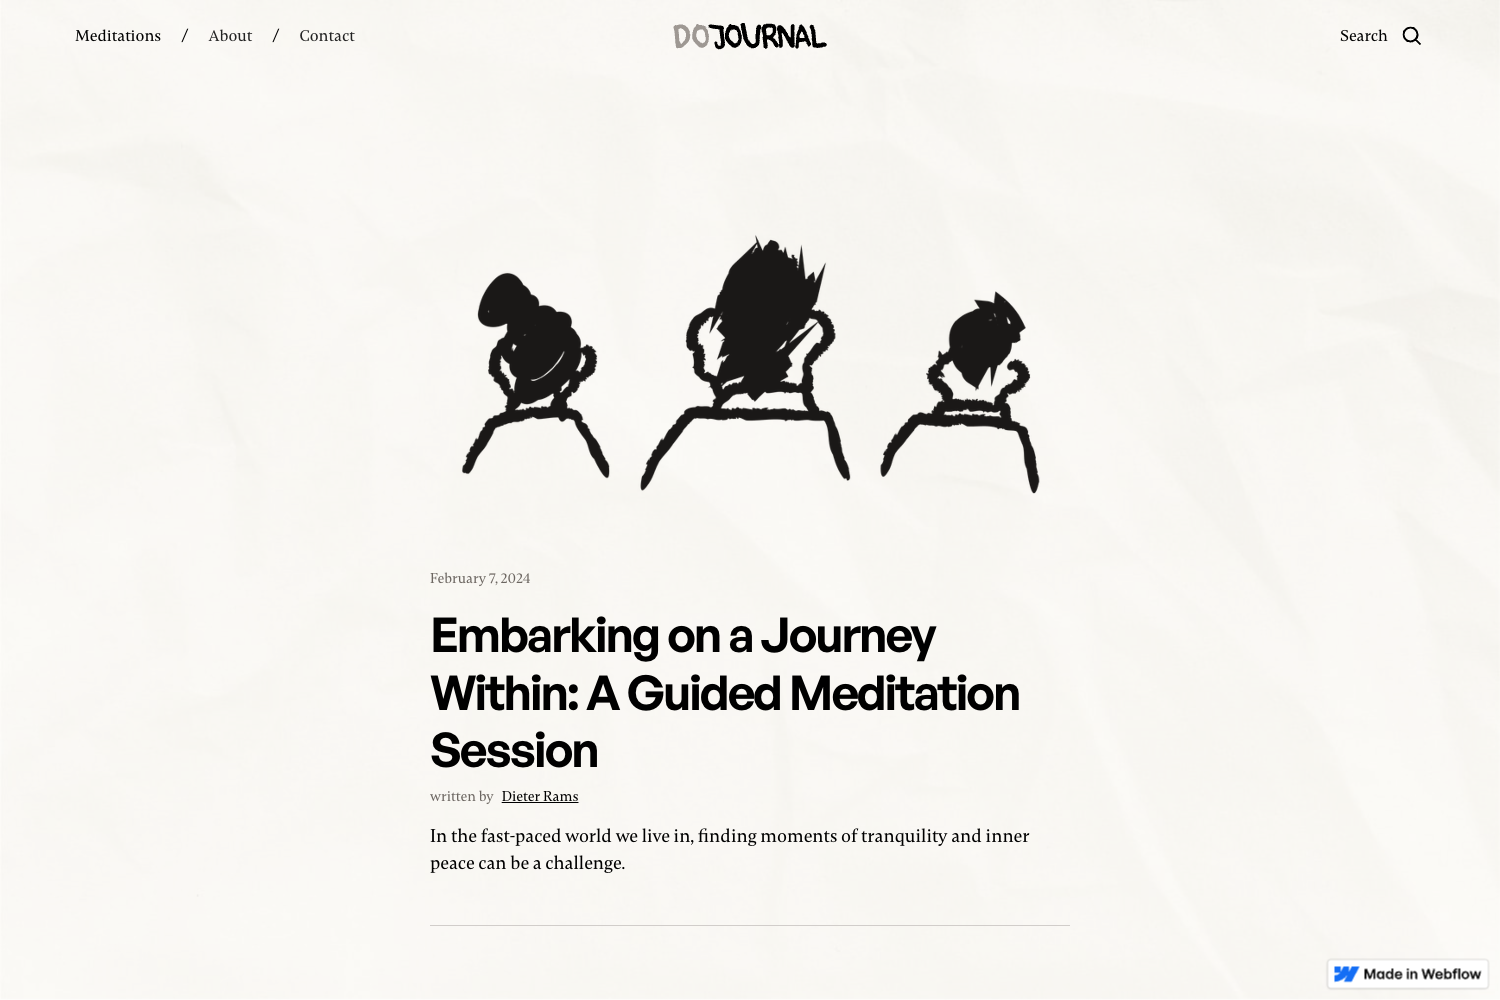 Meditations / About / Contact
DOJOURNAL
Search
February 7, 2024
Embarking on a Journey
Within: A Guided Meditation
Session
written by Dieter Rams
In the fast-paced world we live in, finding moments of tranquility and inner
peace can be a challenge.
Made in Webflow